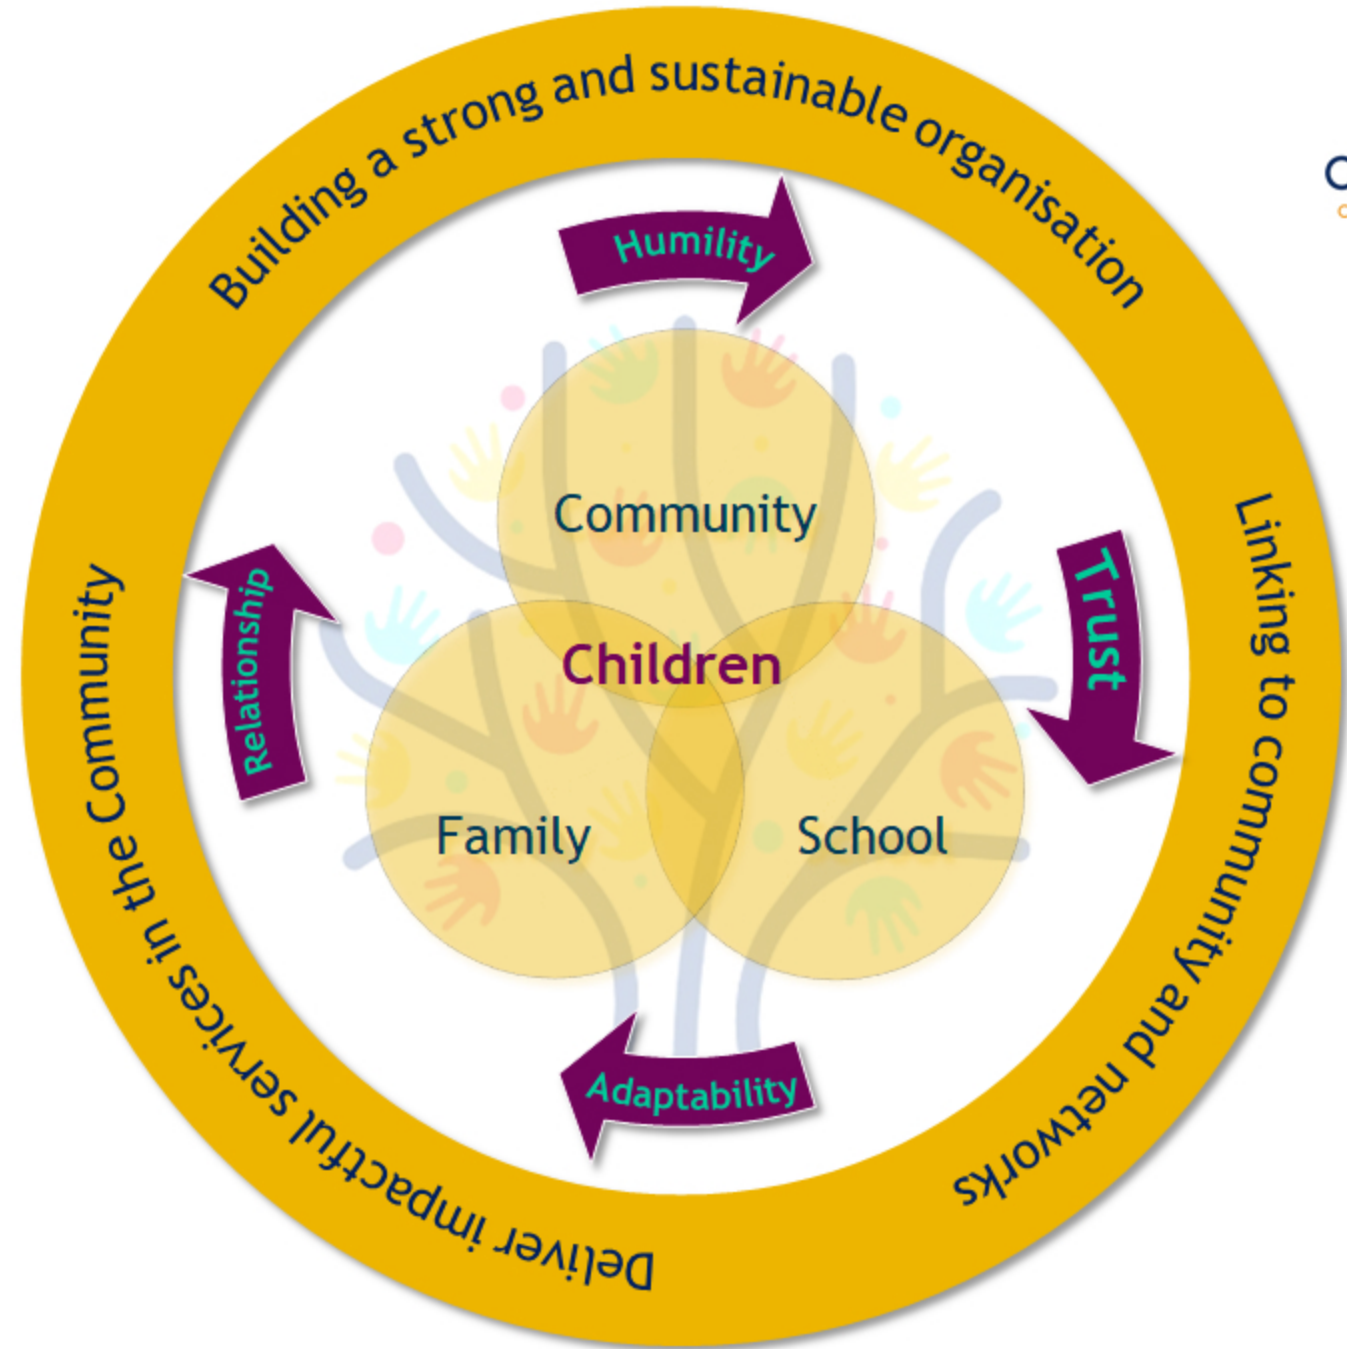 Building a strong and sustainable organisation
Humility
Community
Linking to community and networks
Trust
Children
Relationship
Family
School
Adaptability
Deliver impactful services in the Community